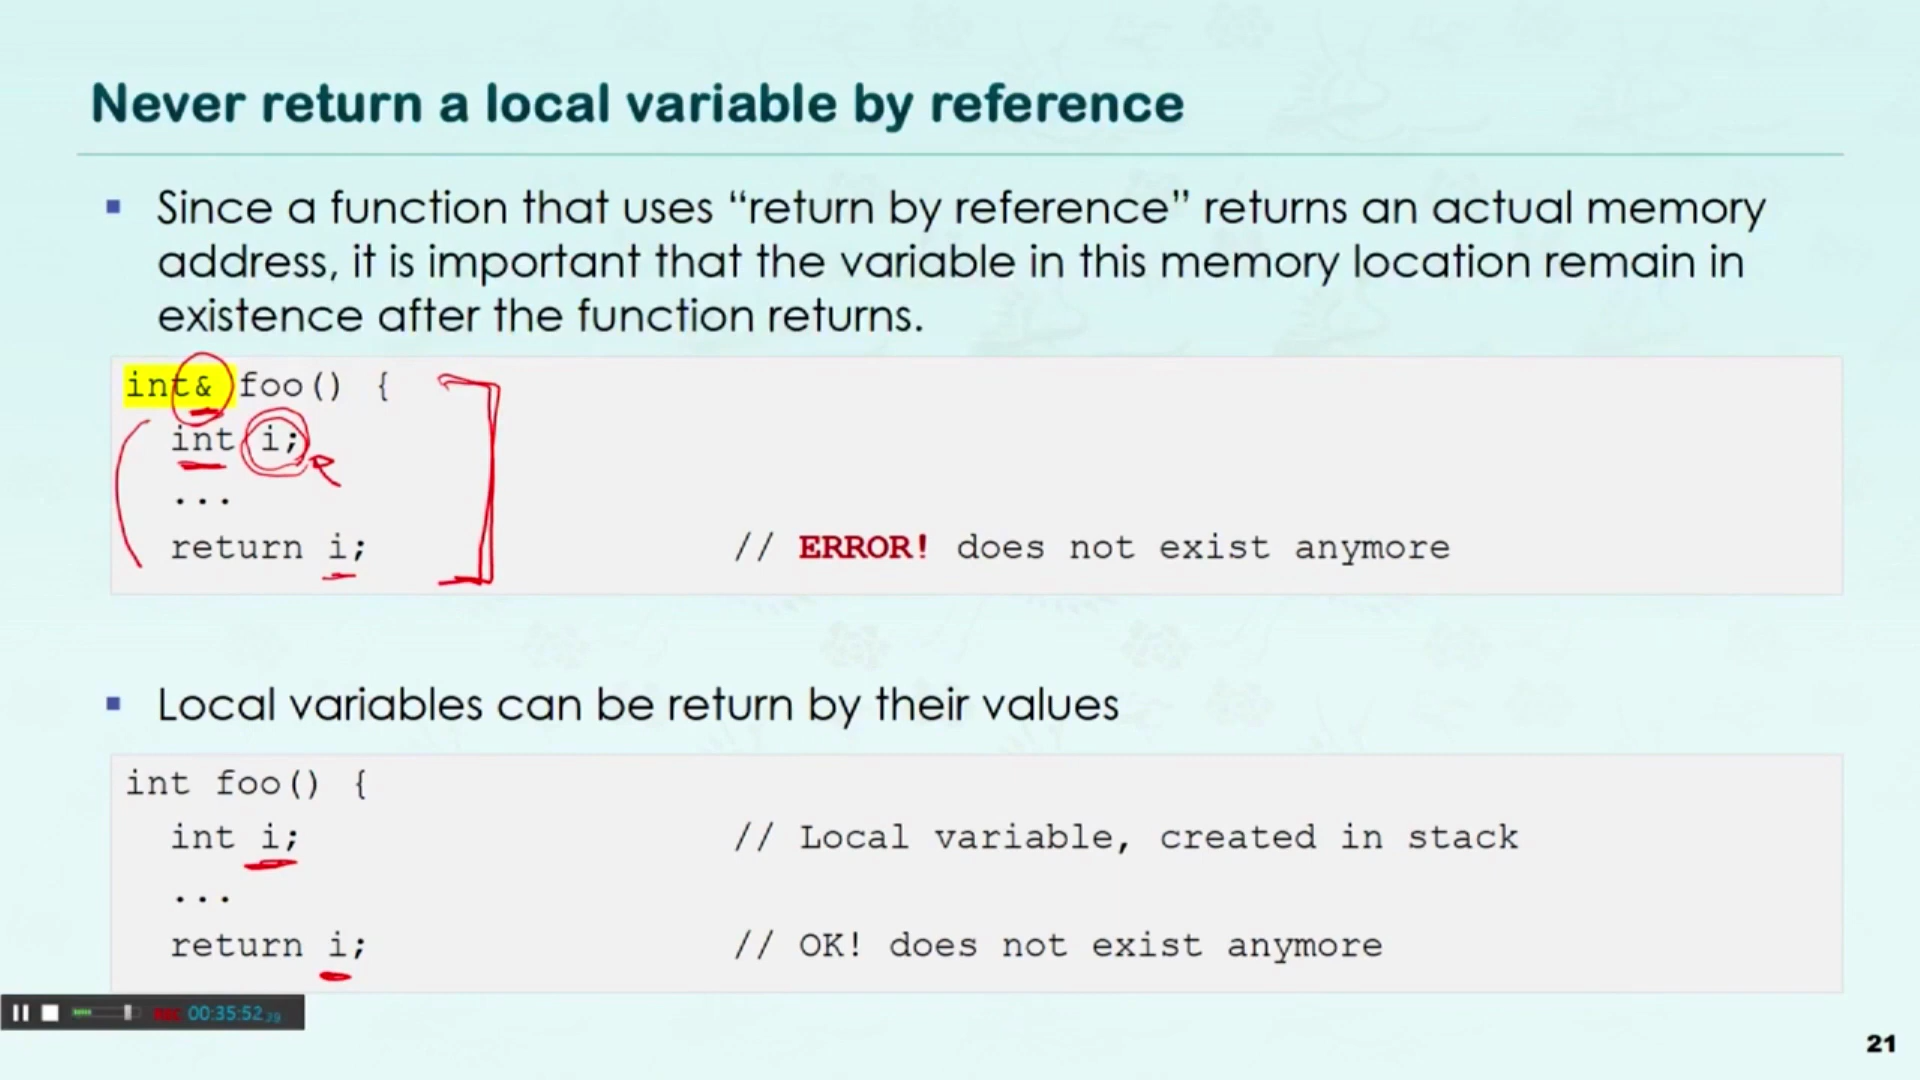 Never return a local variable by reference
▪ Since a function that uses “return by reference” returns an actual memory
address, it is important that the variable in this memory location remain in
existence after the function returns.
int& foo() {
int i;
...
return i; // ERROR! does not exist anymore
▪ Local variables can be return by their values
int foo() {
int i; // Local variable, created in stack
...
return i; // OK! does not exist anymore
REC 00:35:52.39
21